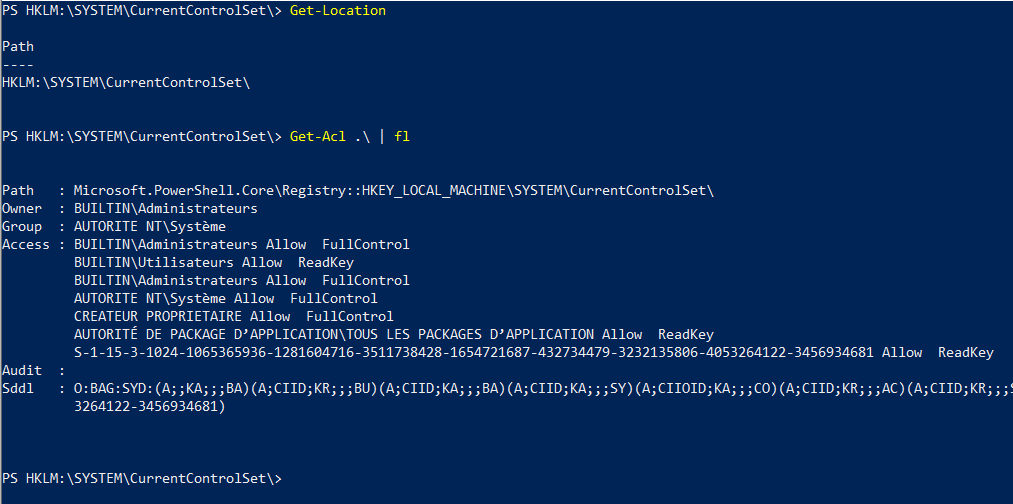 PS HKLM:\SYSTEM\CurrentControlSet\> Get-Location
Path
----
HKLM:\SYSTEM\CurrentControlSet\
PS HKLM:\SYSTEM\CurrentControlSet\> Get-Acl .\ | fl
Path   : Microsoft.PowerShell.Core\Registry::HKEY_LOCAL_MACHINE\SYSTEM\CurrentControlSet\
Owner  : BUILTIN\Administrateurs
Group  : AUTORITE NT\Système
Access : BUILTIN\Administrateurs Allow  FullControl
         BUILTIN\Utilisateurs Allow  ReadKey
         BUILTIN\Administrateurs Allow  FullControl
         AUTORITE NT\Système Allow  FullControl
         CREATEUR PROPRIETAIRE Allow  FullControl
         AUTORITÉ DE PACKAGE D’APPLICATION\TOUS LES PACKAGES D’APPLICATION Allow  ReadKey
         S-1-15-3-1024-1065365936-1281604716-3511738428-1654721687-432734479-3232135806-4053264122-3456934681 Allow  ReadKey
Audit  :
Sddl   : O:BAG:SYD:(A;;KA;;;BA)(A;CIID;KR;;;BU)(A;CIID;KA;;;BA)(A;CIID;KA;;;SY)(A;CIIOID;KA;;;CO)(A;CIID;KR;;;AC)(A;CIID;KR;;;S
         3264122-3456934681)
PS HKLM:\SYSTEM\CurrentControlSet\>